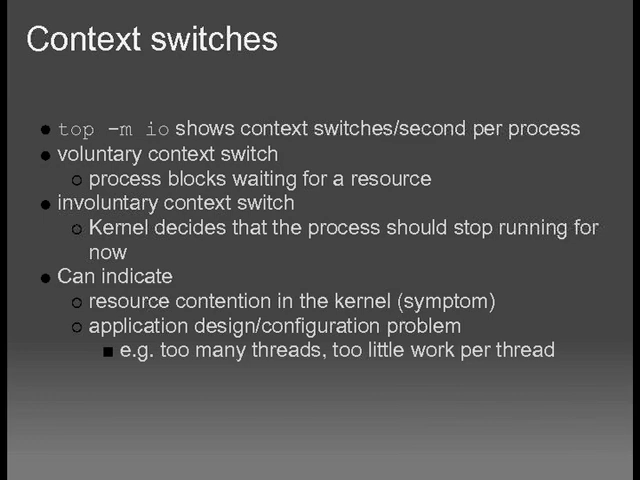 Context switches
top -m io shows context switches/second per process
voluntary context switch
process blocks waiting for a resource
involuntary context switch
Kernel decides that the process should stop running for
now
Can indicate
resource contention in the kernel (symptom)
application design/configuration problem
e.g. too many threads, too little work per thread